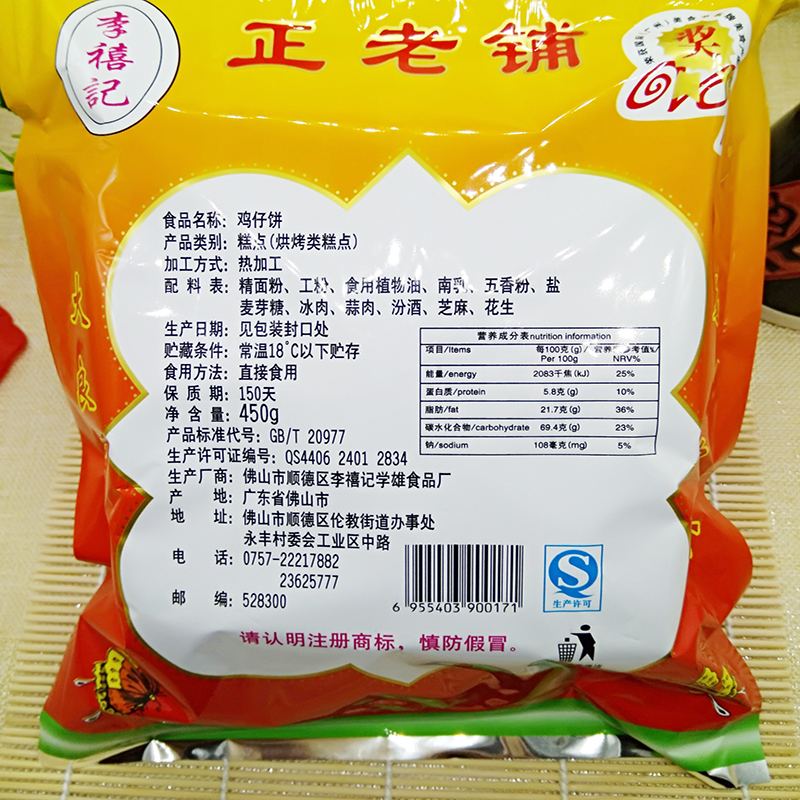 李禧記
正老铺
奖
大良
食品名称：鸡仔饼
产品类别：糕点(烘烤类糕点)
加工方式：热加工
配 料 表：精面粉、工粉、食用植物油、南乳、五香粉、盐
麦芽糖、冰肉、蒜肉、汾酒、芝麻、花生
生产日期：见包装封口处
贮藏条件：常温18°C以下贮存
食用方法：直接食用
保 质 期：150天
净 含 量：450g
产品标准代号：GB/T 20977
生产许可证编号：QS4406 2401 2834
生产厂商：佛山市顺德区李禧记学雄食品厂
产 地：广东省佛山市
地 址：佛山市顺德区伦教街道办事处
永丰村委会工业区中路
电 话：0757-22217882
23625777
邮 编：528300
营养成分表nutrition information
项目/Items 每100克(g)/Per 100g 营养 考值%/NRV%
能量/energy 2083千焦(kJ) 25%
蛋白质/protein 5.8克(g) 10%
脂肪/fat 21.7克(g) 36%
碳水化合物/carbohydrate 69.4克(g) 23%
钠/sodium 108毫克(mg) 5%
6 955403 900171
生产许可
请认明注册商标，慎防假冒。